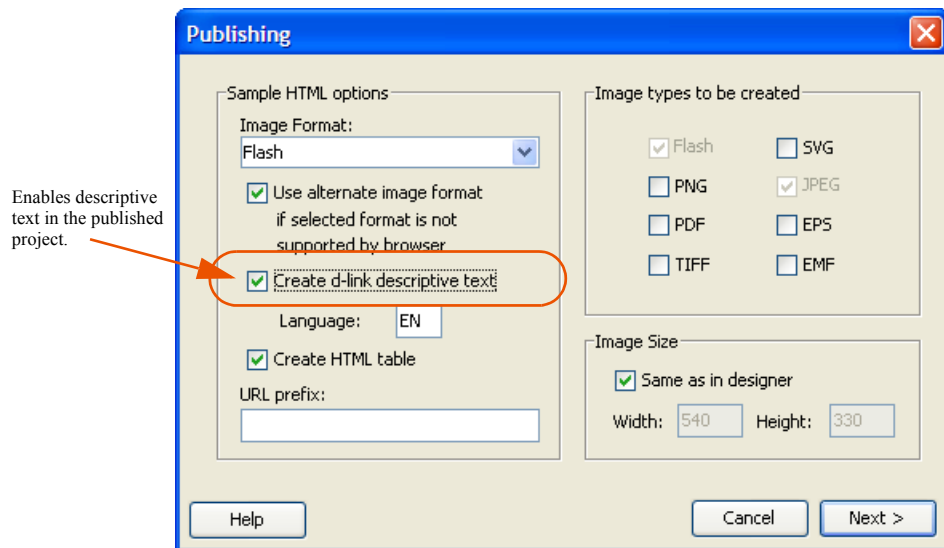 Publishing
Enables descriptive
text in the published
project.
Sample HTML options
Image Format:
Flash
Use alternate image format
if selected format is not
supported by browser
Create d-link descriptive text
Language: EN
Create HTML table
URL prefix:
Image types to be created
Flash SVG
PNG JPEG
PDF EPS
TIFF EMF
Image Size
Same as in designer
Width: 540 Height: 330
Help Cancel Next >